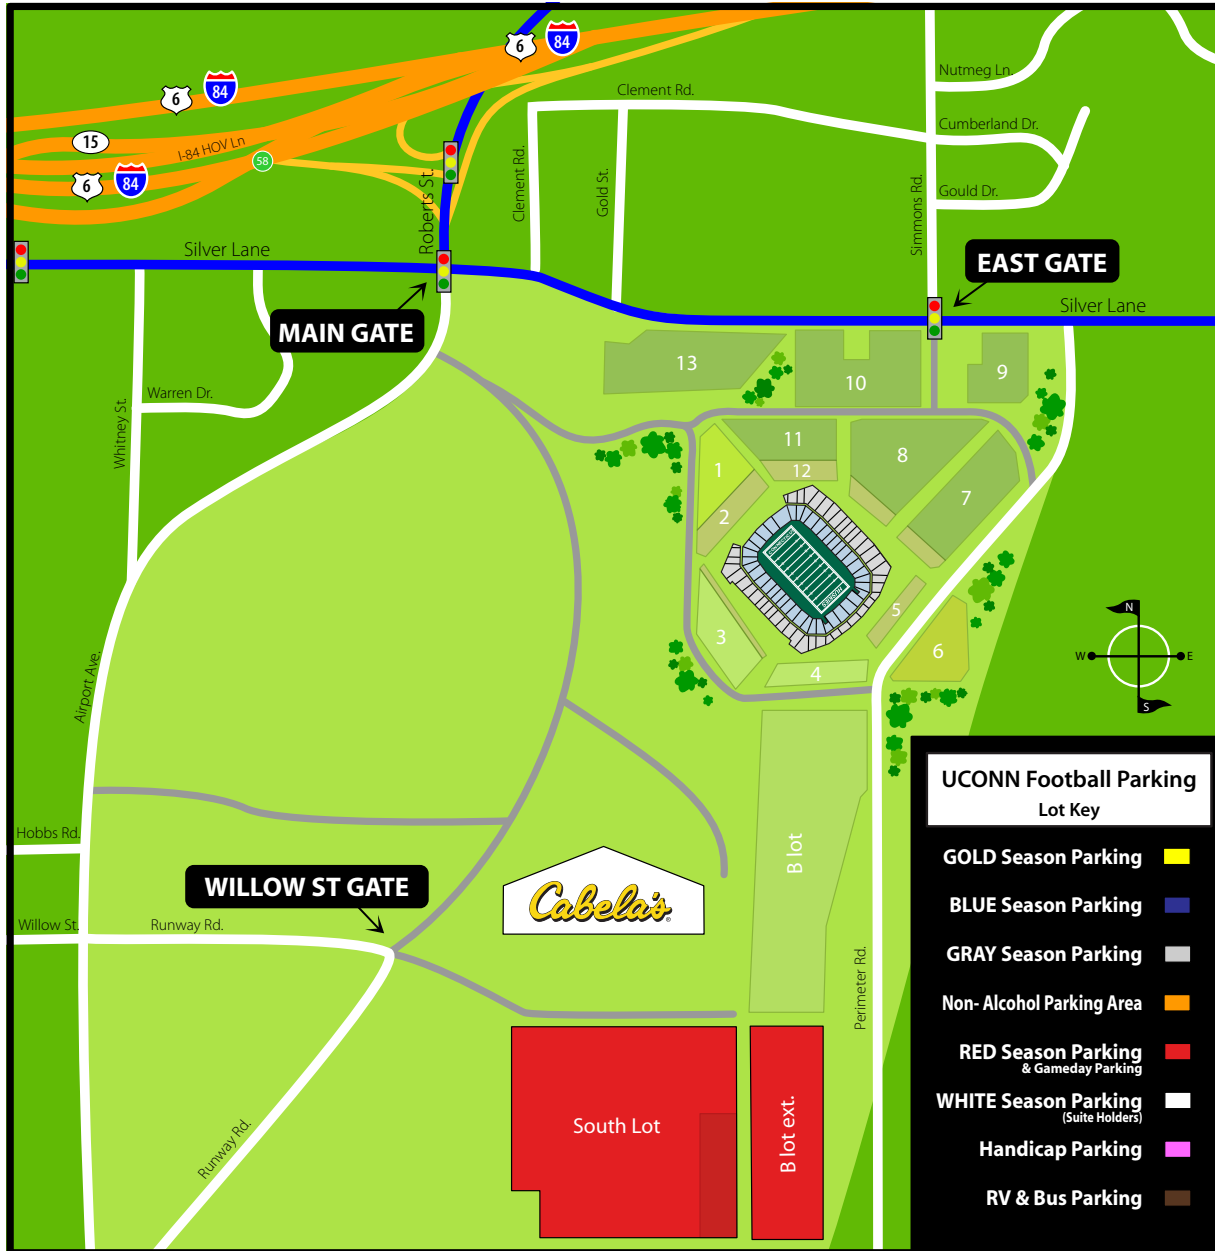 6
84
Nutmeg Ln.
6
84
Clement Rd.
Cumberland Dr.
15
I-84 HOV Ln
58
6
84
Roberts St.
Clement Rd.
Gold St.
Simmons Rd.
Gould Dr.
Silver Lane
EAST GATE
Silver Lane
MAIN GATE
13
10
9
Warren Dr.
Whitney St.
11
12
8
1
7
2
5
3
6
4
N
W
E
S
Airport Ave.
UCONN Football Parking
Lot Key
GOLD Season Parking
BLUE Season Parking
GRAY Season Parking
Non- Alcohol Parking Area
RED Season Parking
& Gameday Parking
WHITE Season Parking
(Suite Holders)
Handicap Parking
RV & Bus Parking
Hobbs Rd.
B lot
WILLOW ST GATE
Cabela's®
Willow St.
Runway Rd.
Perimeter Rd.
South Lot
B lot ext.
Runway Rd.